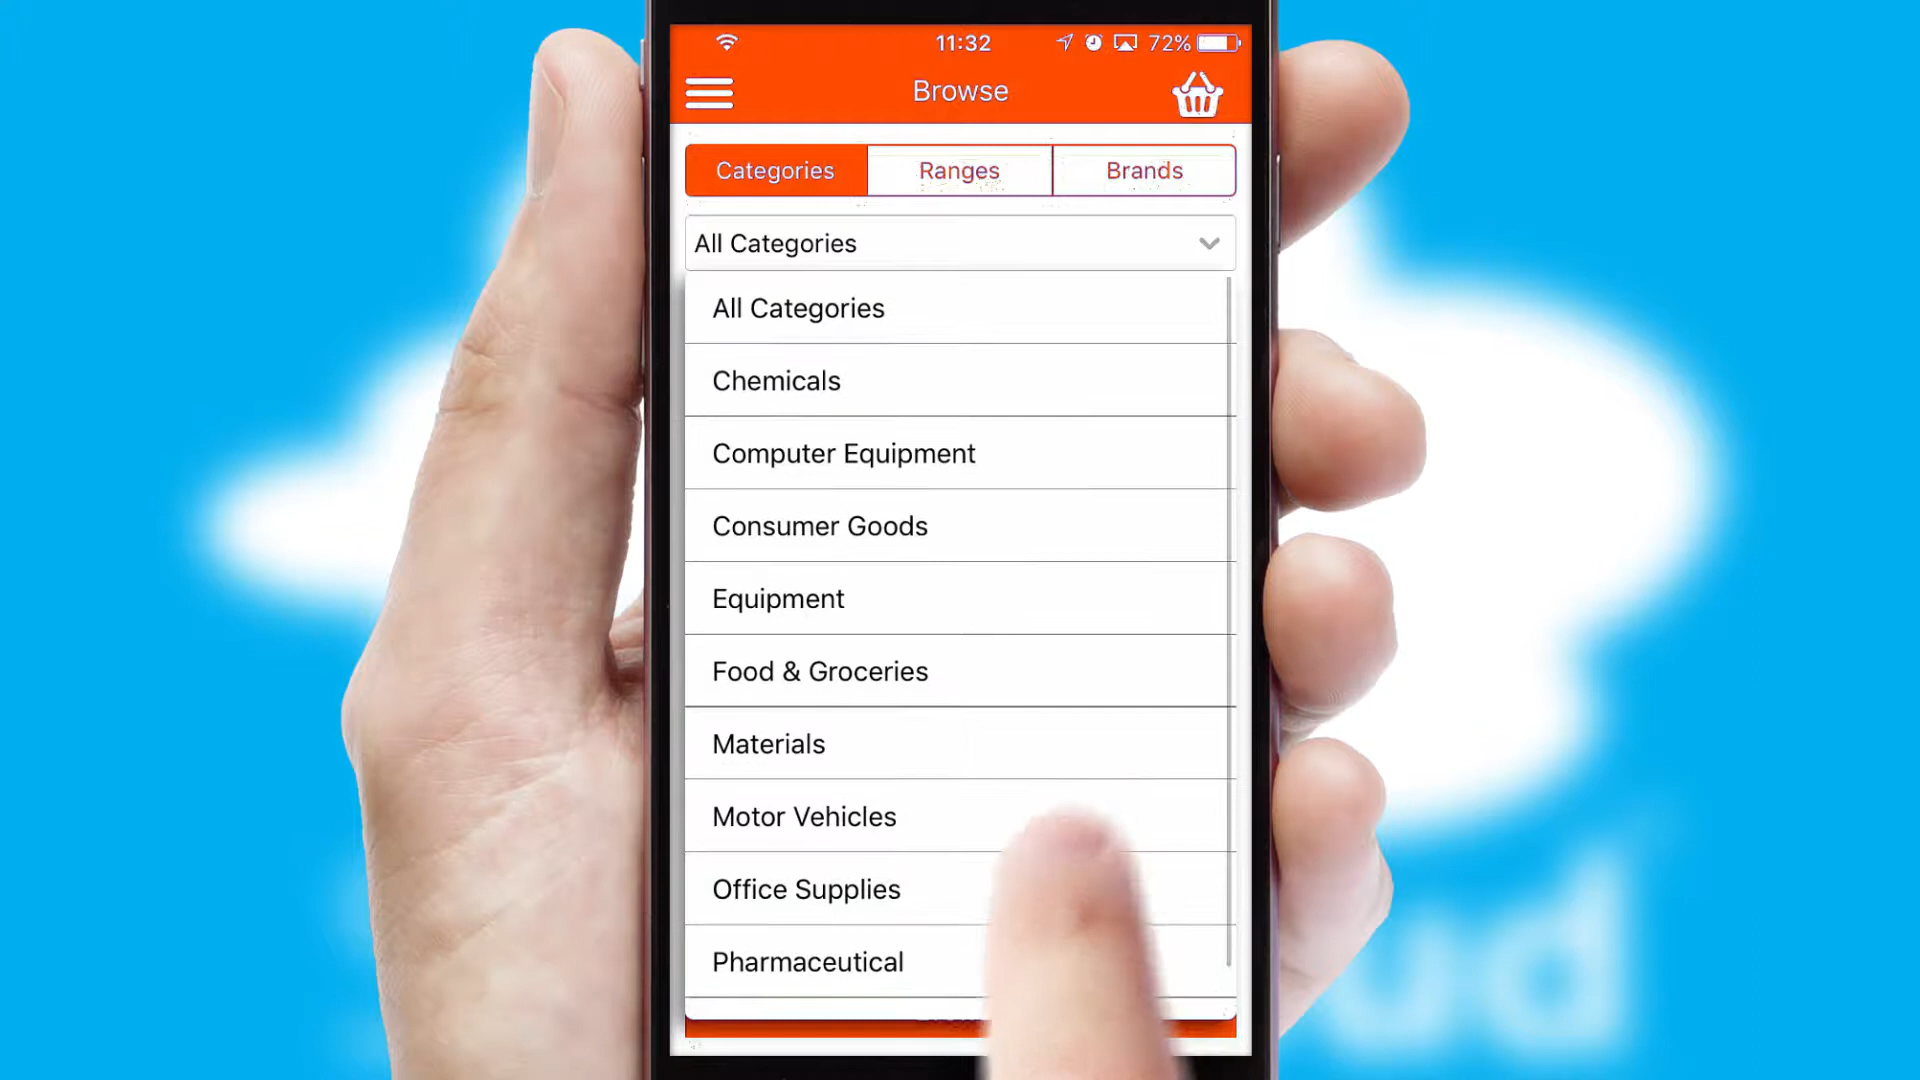 11:32
72%
Browse
Categories
Ranges
Brands
All Categories
All Categories
Chemicals
Computer Equipment
Consumer Goods
Equipment
Food & Groceries
Materials
Motor Vehicles
Office Supplies
Pharmaceutical
ud